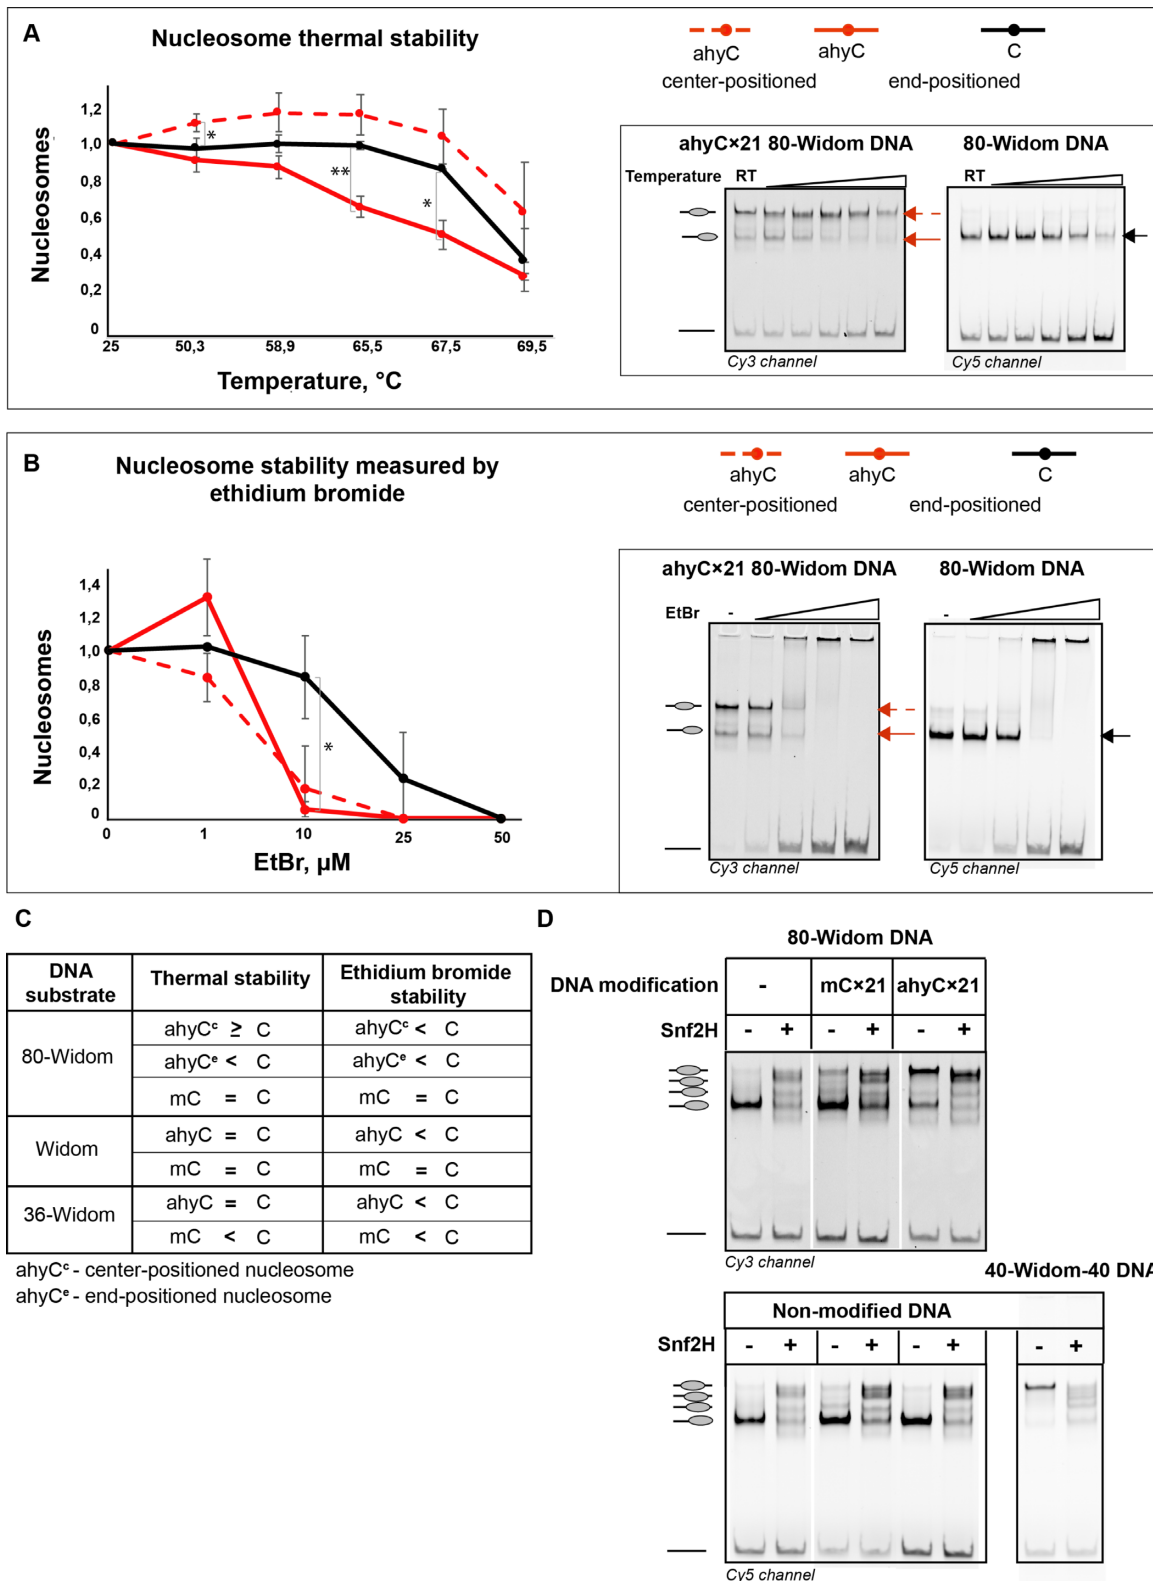 A
Nucleosome thermal stability
ahyC ahyC C
center-positioned end-positioned
Nucleosomes
1,2
1,0
0,8
0,6
0,4
0,2
0
25 50,3 58,9 65,5 67,5 69,5
Temperature, °C
*
**
*
ahyC×21 80-Widom DNA 80-Widom DNA
Temperature RT RT
Cy3 channel Cy5 channel
B
Nucleosome stability measured by
ethidium bromide
ahyC ahyC C
center-positioned end-positioned
Nucleosomes
1,4
1,2
1,0
0,8
0,6
0,4
0,2
0
0 1 10 25 50
EtBr, µM
*
ahyC×21 80-Widom DNA 80-Widom DNA
EtBr - -
Cy3 channel Cy5 channel
C
DNA substrate Thermal stability Ethidium bromide stability
80-Widom ahyCᶜ ≥ C ahyCᶜ < C
ahyCᵉ < C ahyCᵉ < C
mC = C mC = C
Widom ahyC = C ahyC < C
mC = C mC = C
36-Widom ahyC = C ahyC < C
mC < C mC < C
ahyCᶜ - center-positioned nucleosome
ahyCᵉ - end-positioned nucleosome
D
80-Widom DNA
DNA modification - mC×21 ahyC×21
Snf2H - + - + - +
Cy3 channel
40-Widom-40 DNA
Non-modified DNA
Snf2H - + - + - + - +
Cy5 channel